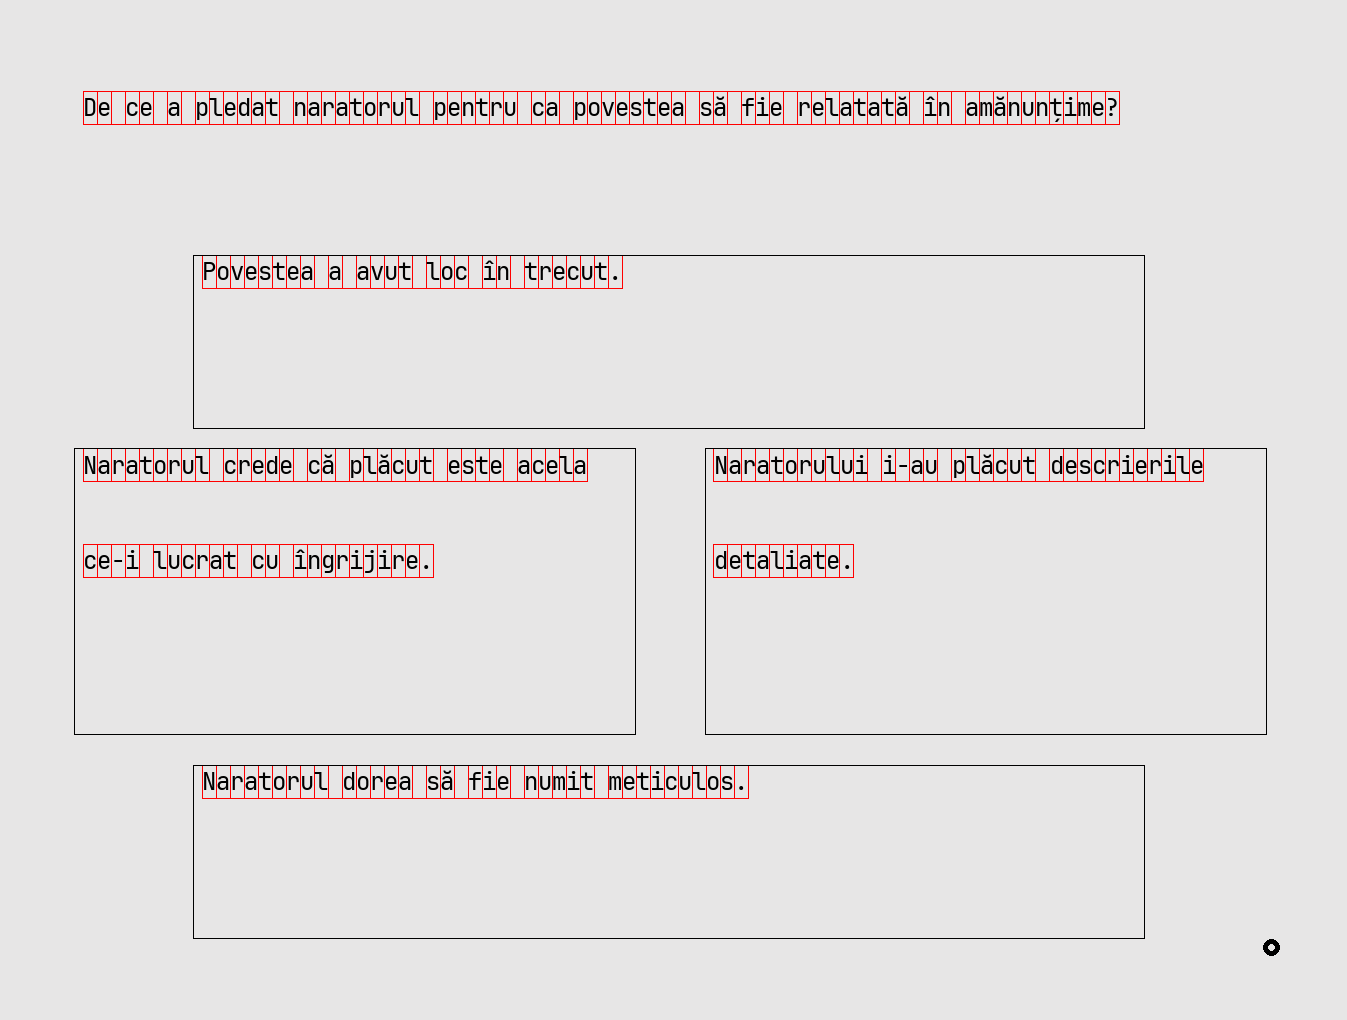 De ce a pledat naratorul pentru ca povestea să fie relatată în amănunțime?
Povestea a avut loc în trecut.
Naratorul crede că plăcut este acela
ce-i lucrat cu îngrijire.
Naratorului i-au plăcut descrierile
detaliate.
Naratorul dorea să fie numit meticulos.